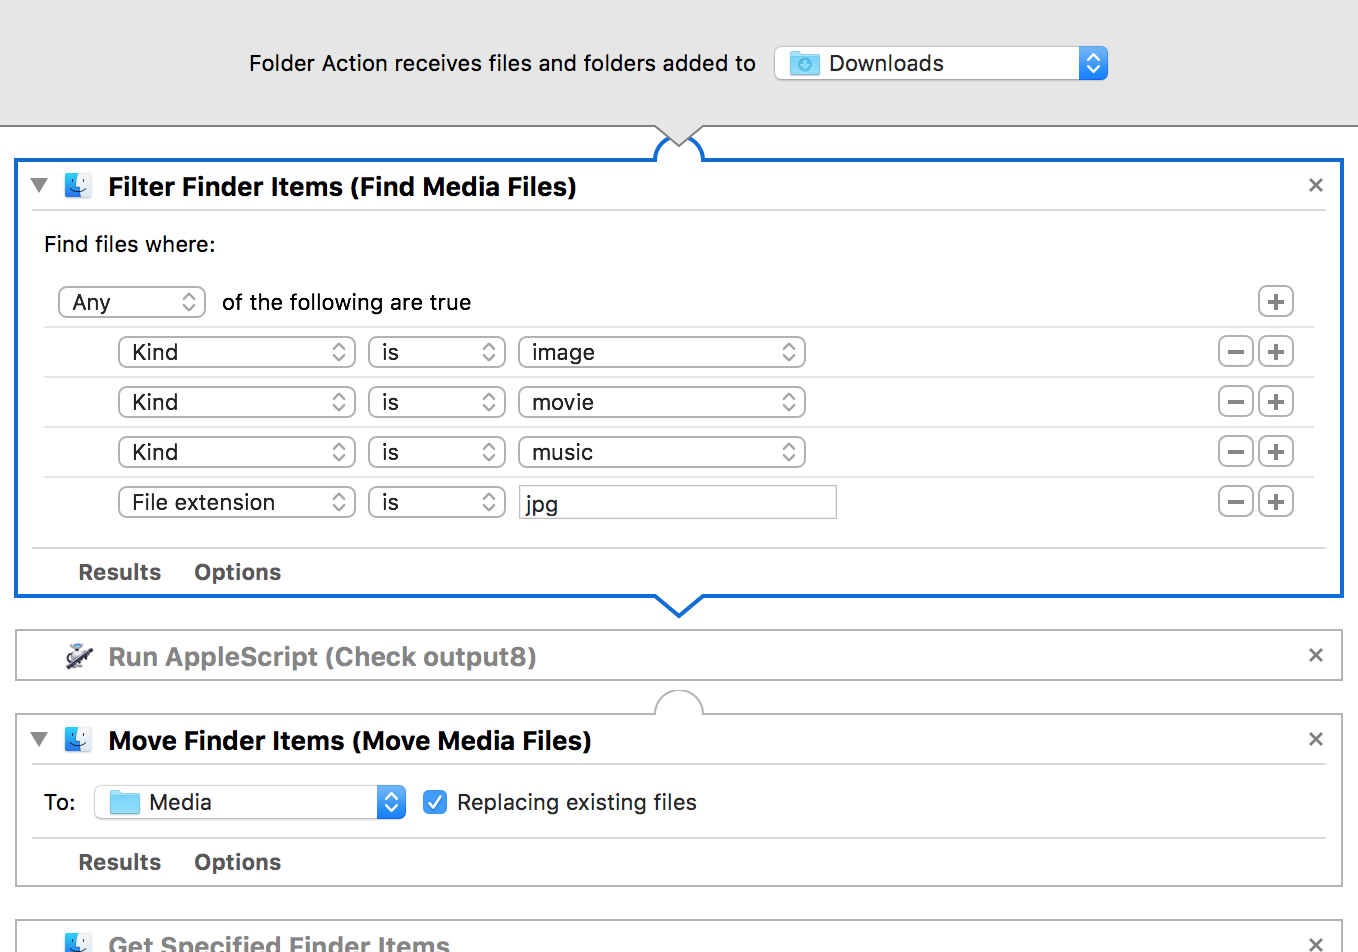 Folder Action receives files and folders added to Downloads
Filter Finder Items (Find Media Files)
Find files where:
Any of the following are true
Kind is image
Kind is movie
Kind is music
File extension is jpg
Results Options
Run AppleScript (Check output8)
Move Finder Items (Move Media Files)
To: Media Replacing existing files
Results Options
Get Specified Finder Items